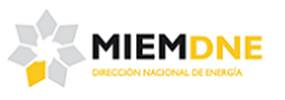 MIEMDNE
DIRECCIÓN NACIONAL DE ENERGÍA